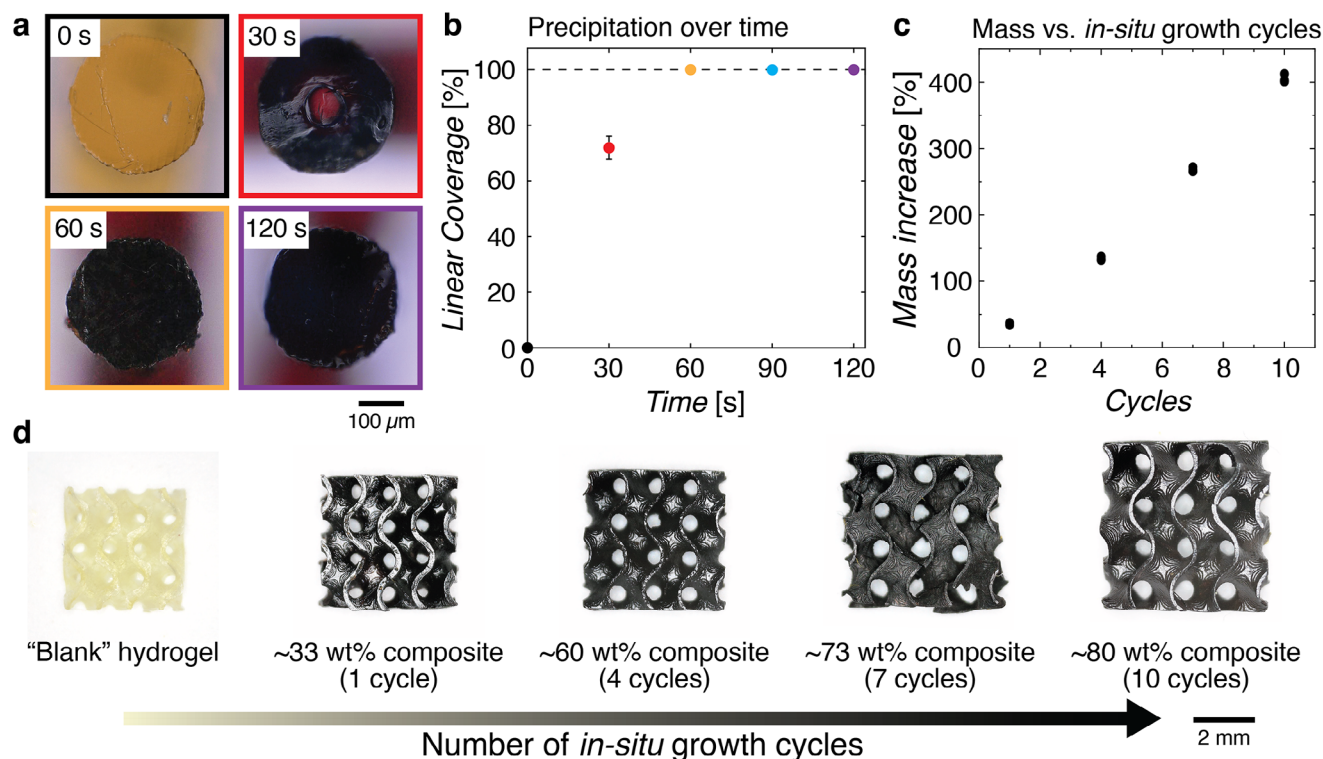 a
0 s
30 s
60 s
120 s
100 µm
b
Precipitation over time
Linear Coverage [%]
100
80
60
40
20
0
0
30
60
90
120
Time [s]
c
Mass vs. in-situ growth cycles
Mass increase [%]
400
300
200
100
0
0
2
4
6
8
10
Cycles
d
“Blank” hydrogel
~33 wt% composite
(1 cycle)
~60 wt% composite
(4 cycles)
~73 wt% composite
(7 cycles)
~80 wt% composite
(10 cycles)
Number of in-situ growth cycles
2 mm